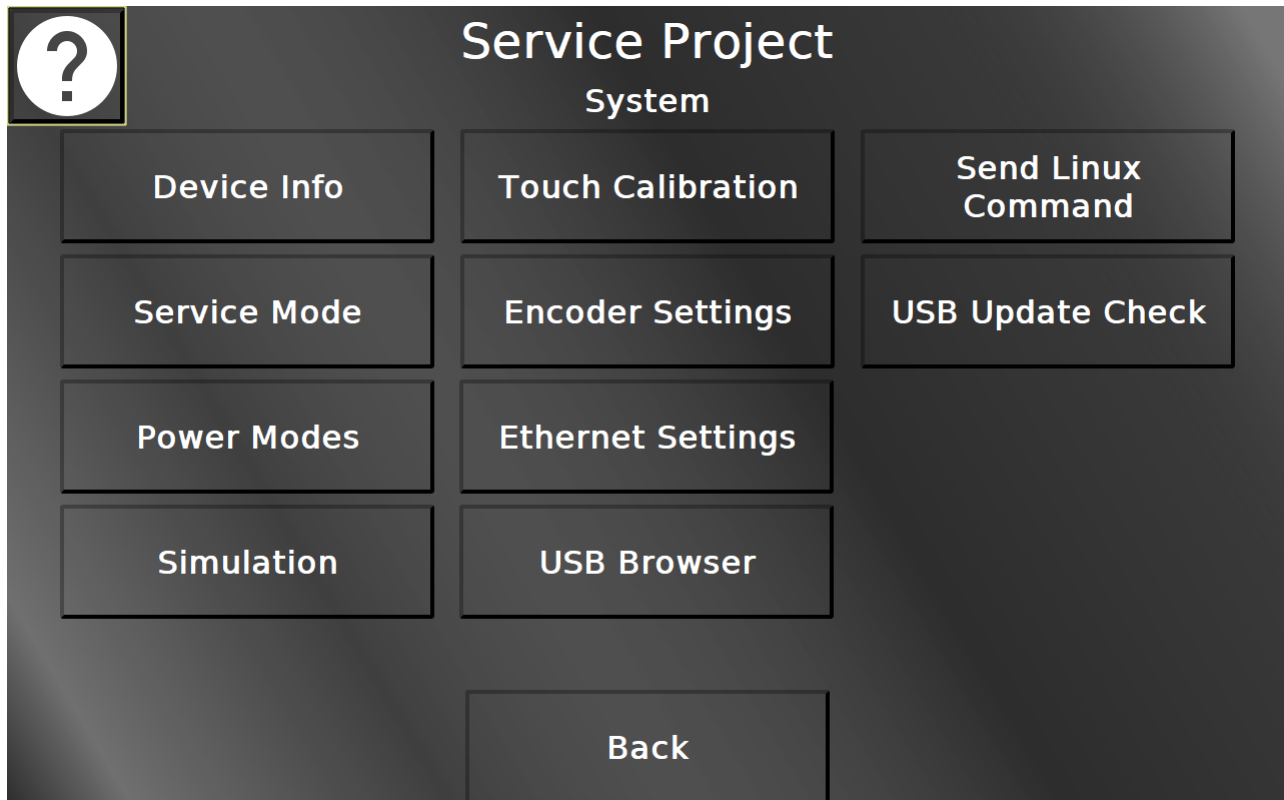 ?
Service Project
System
Device Info
Touch Calibration
Send Linux
Command
Service Mode
Encoder Settings
USB Update Check
Power Modes
Ethernet Settings
Simulation
USB Browser
Back